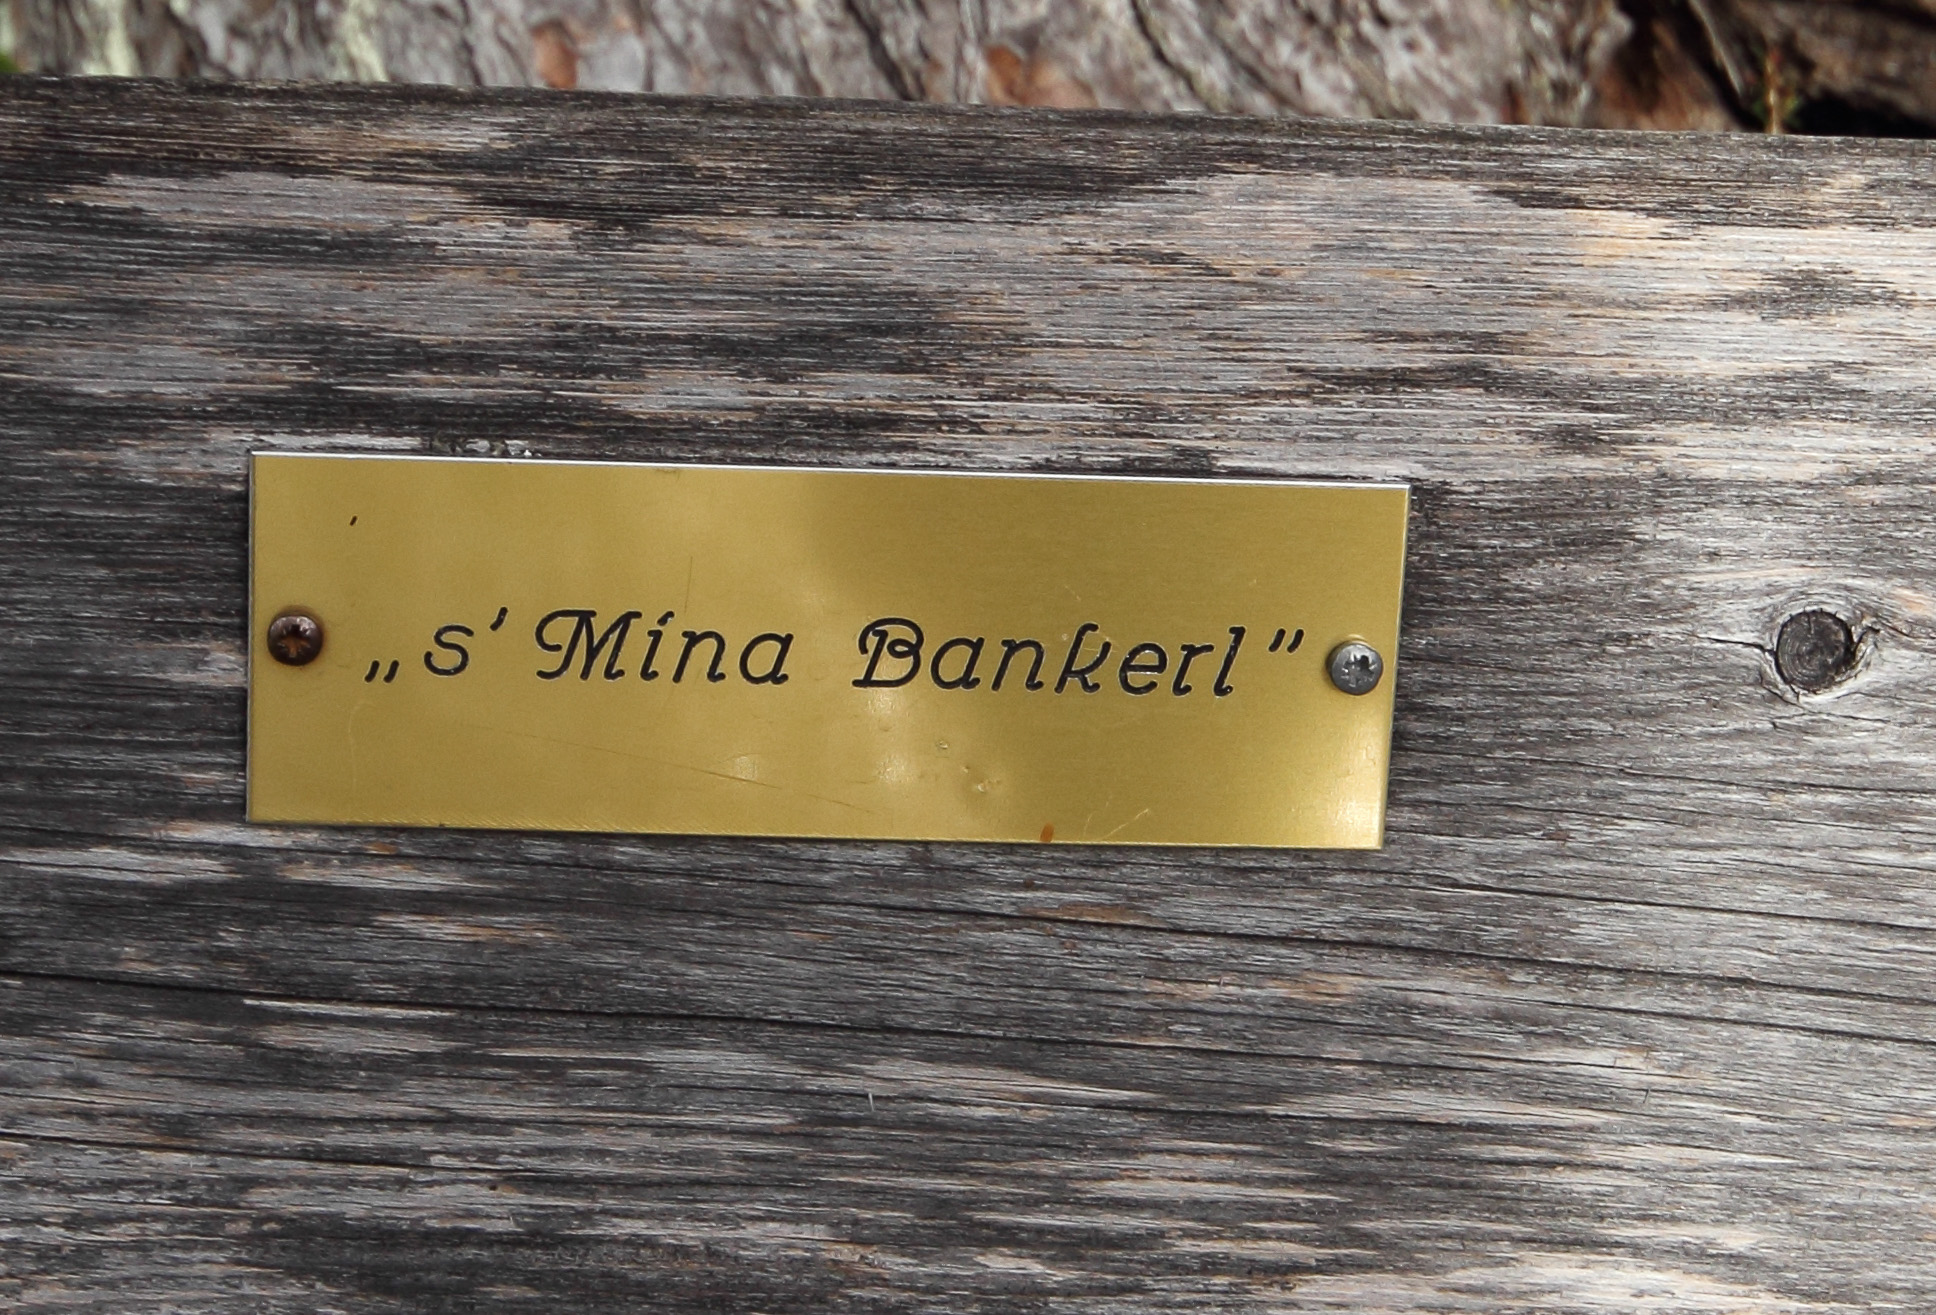 „s' Mina Bankerl”